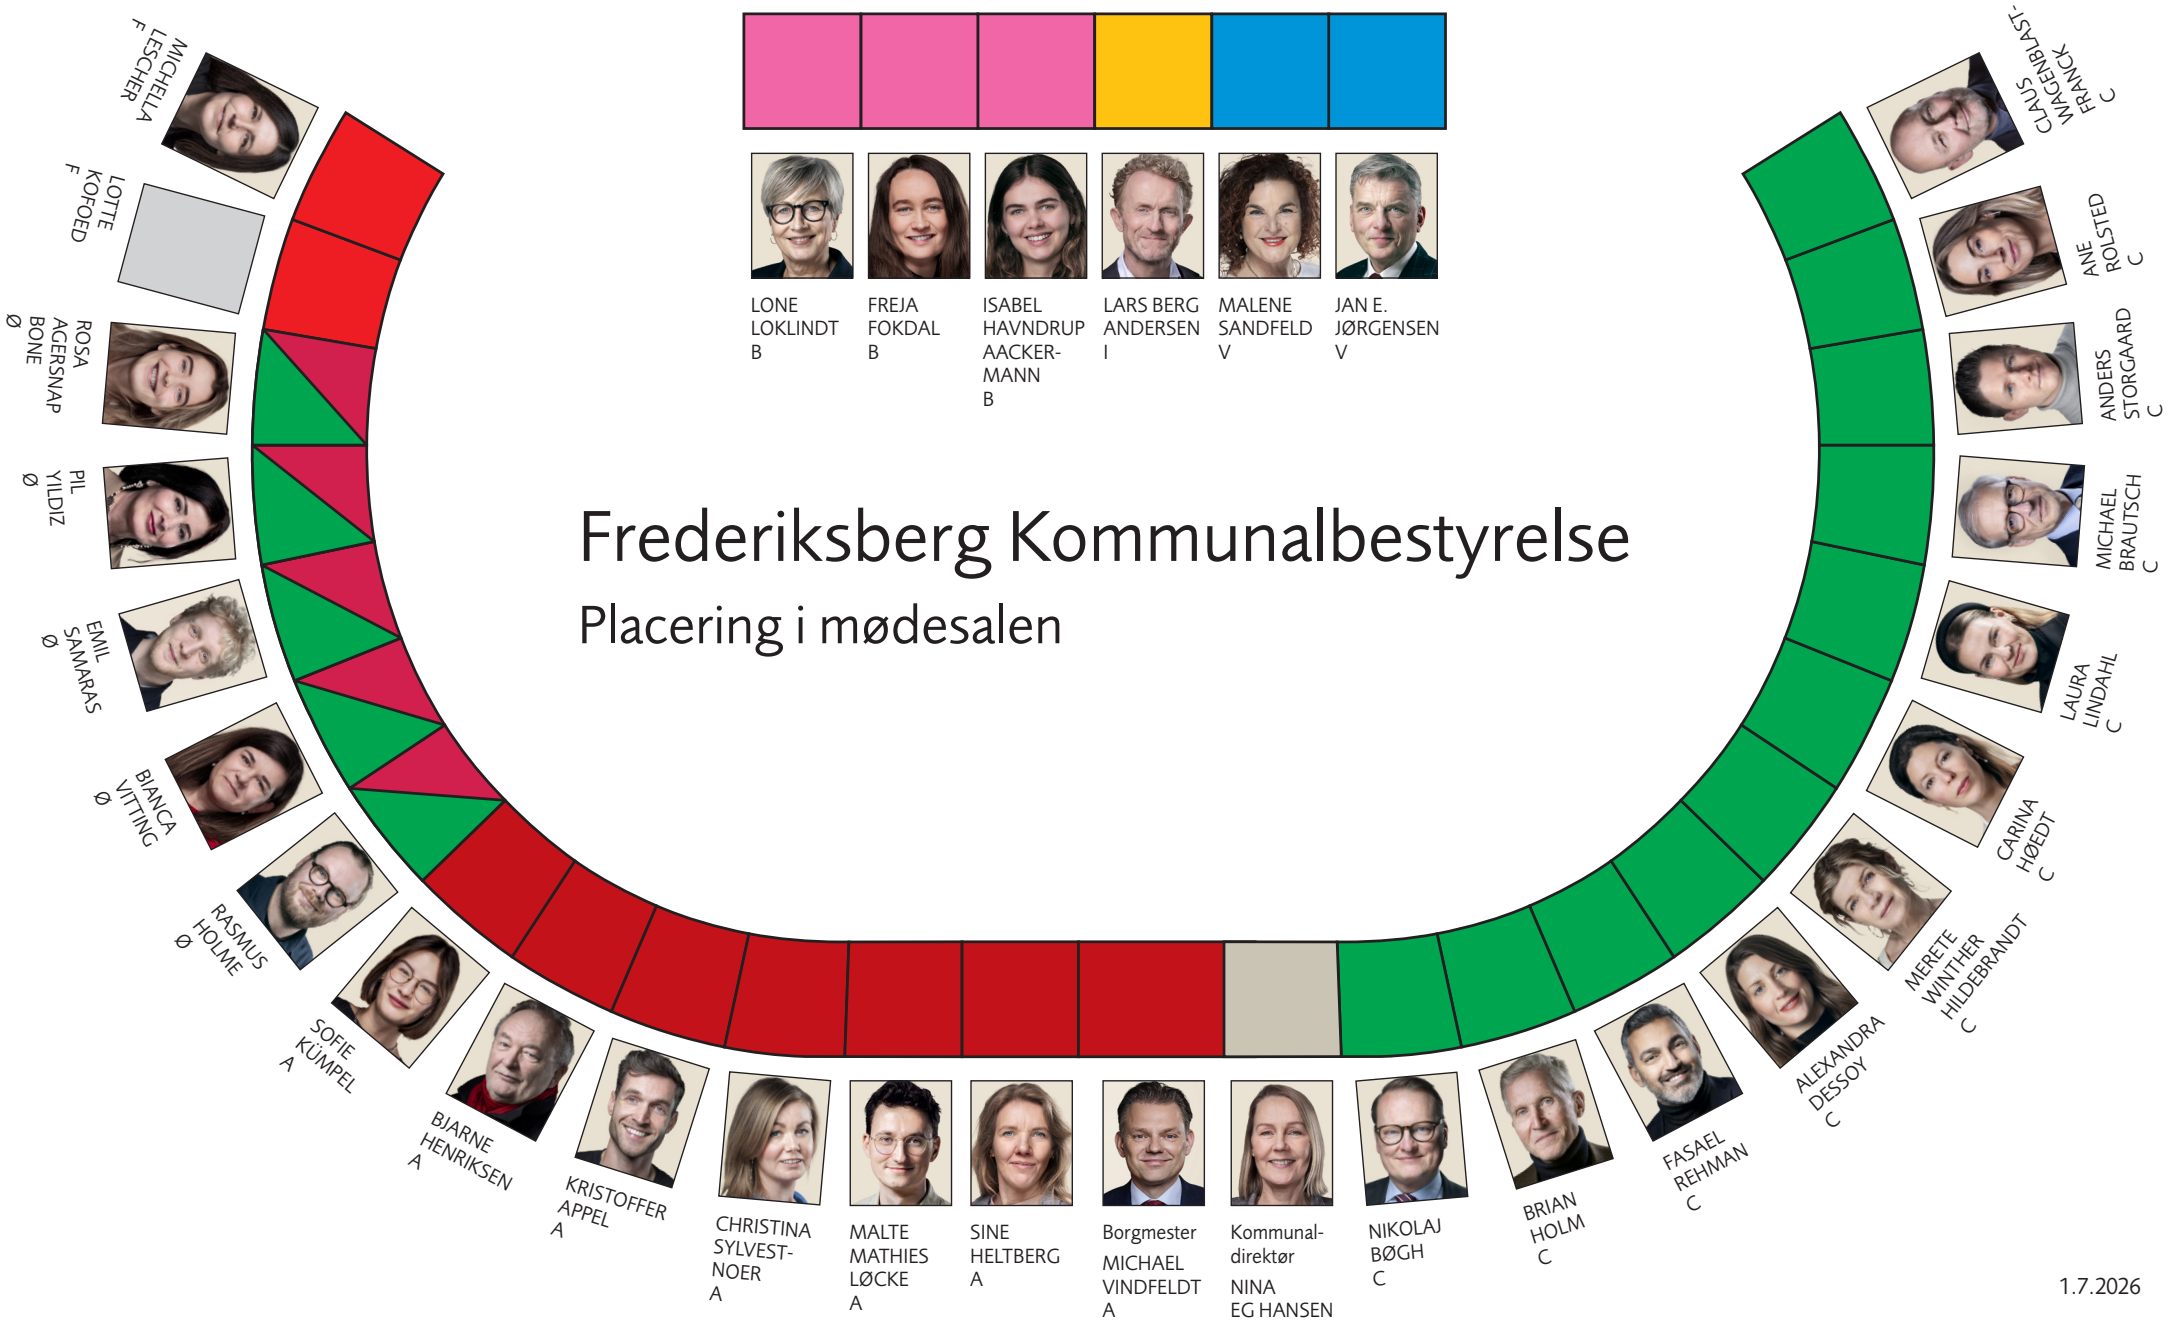 LONE
LOKLINDT
B
FREJA
FOKDAL
B
ISABEL
HAVNDRUP
AACKER-
MANN
B
LARS BERG
ANDERSEN
I
MALENE
SANDFELD
V
JAN E.
JØRGENSEN
V
Frederiksberg Kommunalbestyrelse
Placering i mødesalen
MICHELLA
LESCHER
F
LOTTE
KOFOED
F
ROSA
AGERSNAP
BONE
Ø
PIL
YILDIZ
Ø
EMIL
SAMARAS
Ø
BIANCA
VITTING
Ø
RASMUS
HOLME
Ø
SOFIE
KÜMPEL
A
BJARNE
HENRIKSEN
A
KRISTOFFER
APPEL
A
CHRISTINA
SYLVEST-
NOER
A
MALTE
MATHIES
LØCKE
A
SINE
HELTBERG
A
Borgmester
MICHAEL
VINDFELDT
A
Kommunal-
direktør
NINA
EG HANSEN
NIKOLAJ
BØGH
C
BRIAN
HOLM
C
FASAEL
REHMAN
C
ALEXANDRA
DESSOY
C
MERETE
WINTHER
HILDEBRANDT
C
CARINA
HØEDT
C
LAURA
LINDAHL
C
MICHAEL
BRAUTSCH
C
ANDERS
STORGAARD
C
ANE
ROLSTED
C
CLAUS
WAGENBLAST-
FRANCK
C
1.7.2026